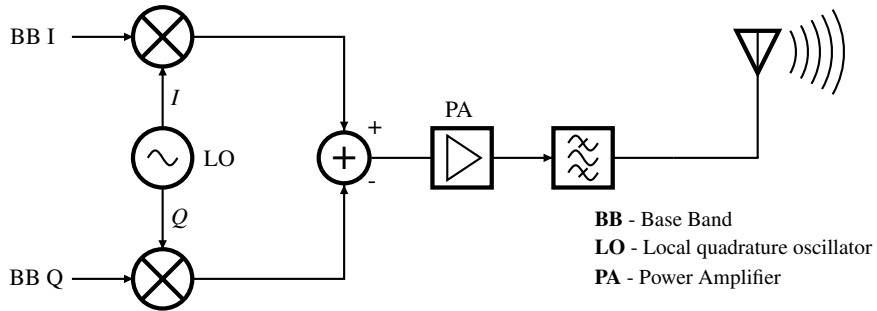 BB I
I
PA
+
LO
+
-
Q
BB Q
BB - Base Band
LO - Local quadrature oscillator
PA - Power Amplifier